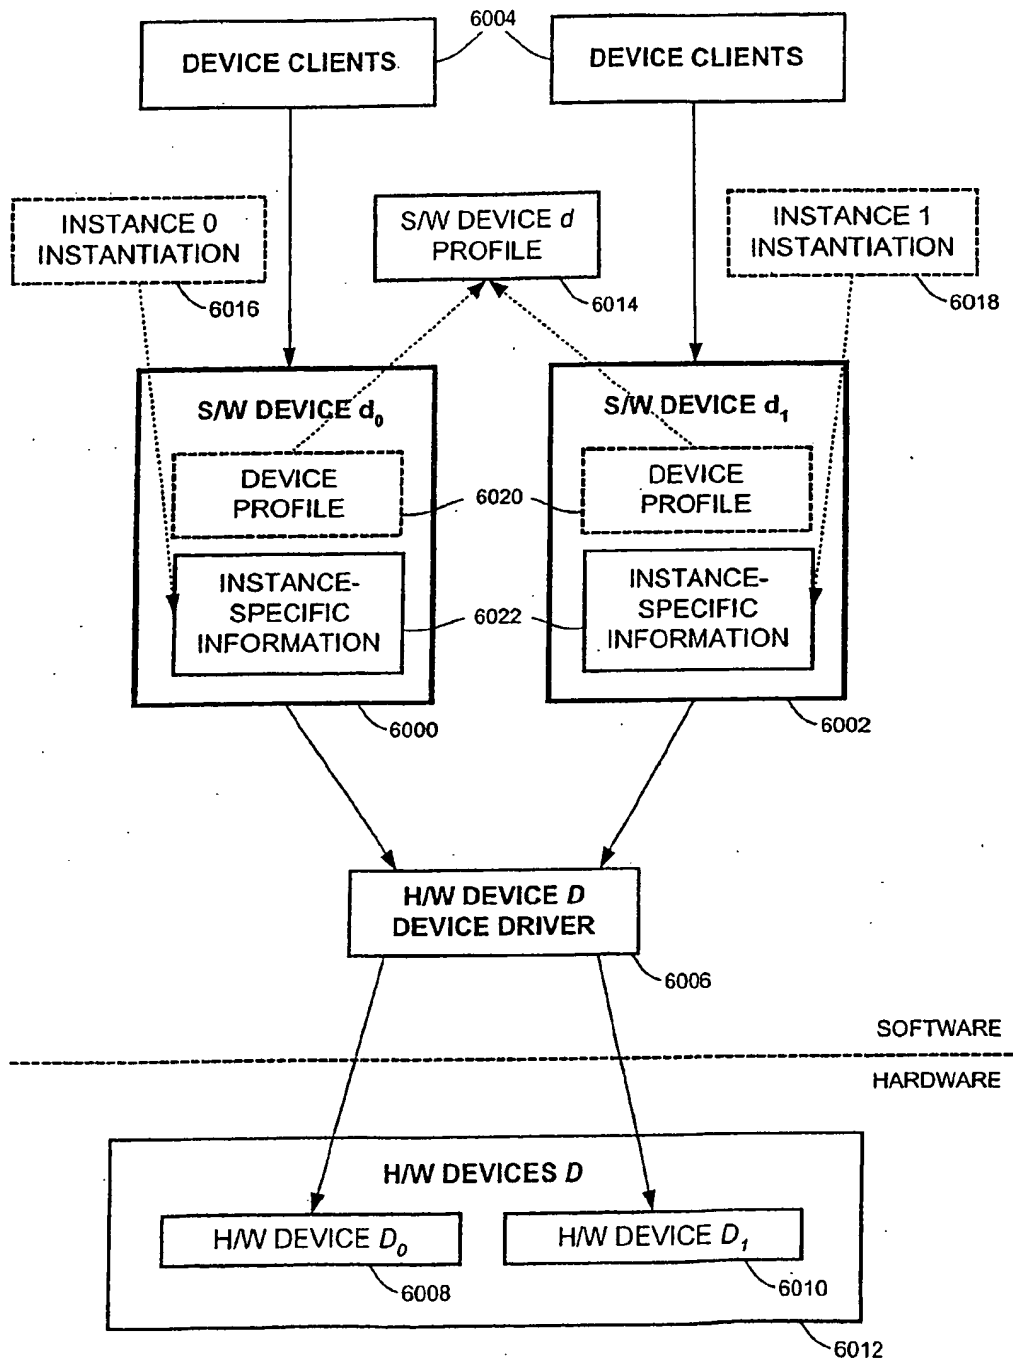 6004
DEVICE CLIENTS
DEVICE CLIENTS
INSTANCE 0
INSTANTIATION
6016
S/W DEVICE d
PROFILE
6014
INSTANCE 1
INSTANTIATION
6018
S/W DEVICE d0
DEVICE
PROFILE
6020
INSTANCE-
SPECIFIC
INFORMATION
6022
6000
S/W DEVICE d1
DEVICE
PROFILE
INSTANCE-
SPECIFIC
INFORMATION
6002
H/W DEVICE D
DEVICE DRIVER
6006
SOFTWARE
HARDWARE
H/W DEVICES D
H/W DEVICE D0
6008
H/W DEVICE D1
6010
6012